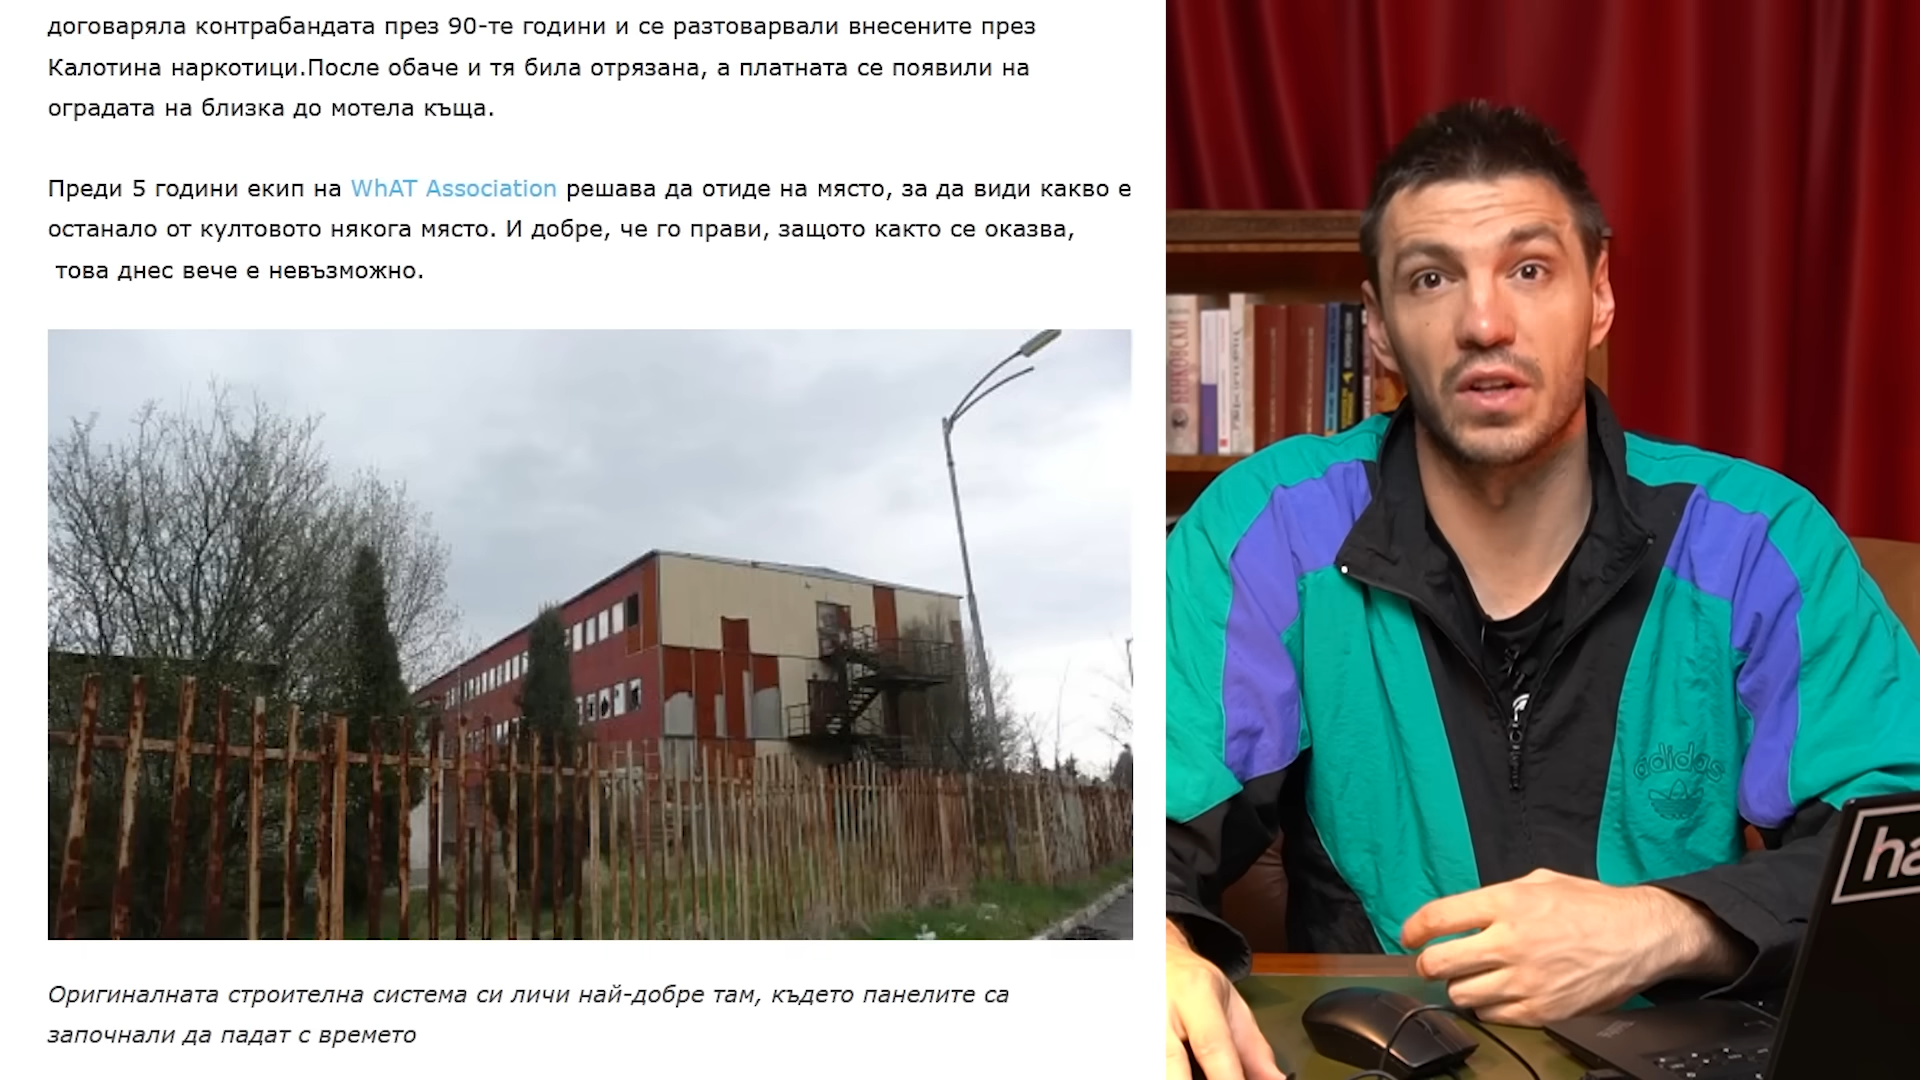 договаряла контрабандата през 90-те години и се разтоварвали внесените през
Калотина наркотици.После обаче и тя била отрязана, а платната се появили на
оградата на близка до мотела къща.
Преди 5 години екип на WhAT Association решава да отиде на място, за да види какво е
останало от култовото някога място. И добре, че го прави, защото както се оказва,
това днес вече е невъзможно.
Оригиналната строителна система си личи най-добре там, където панелите са
започнали да падат с времето
БЕНКОВСКИ
adidas
ha